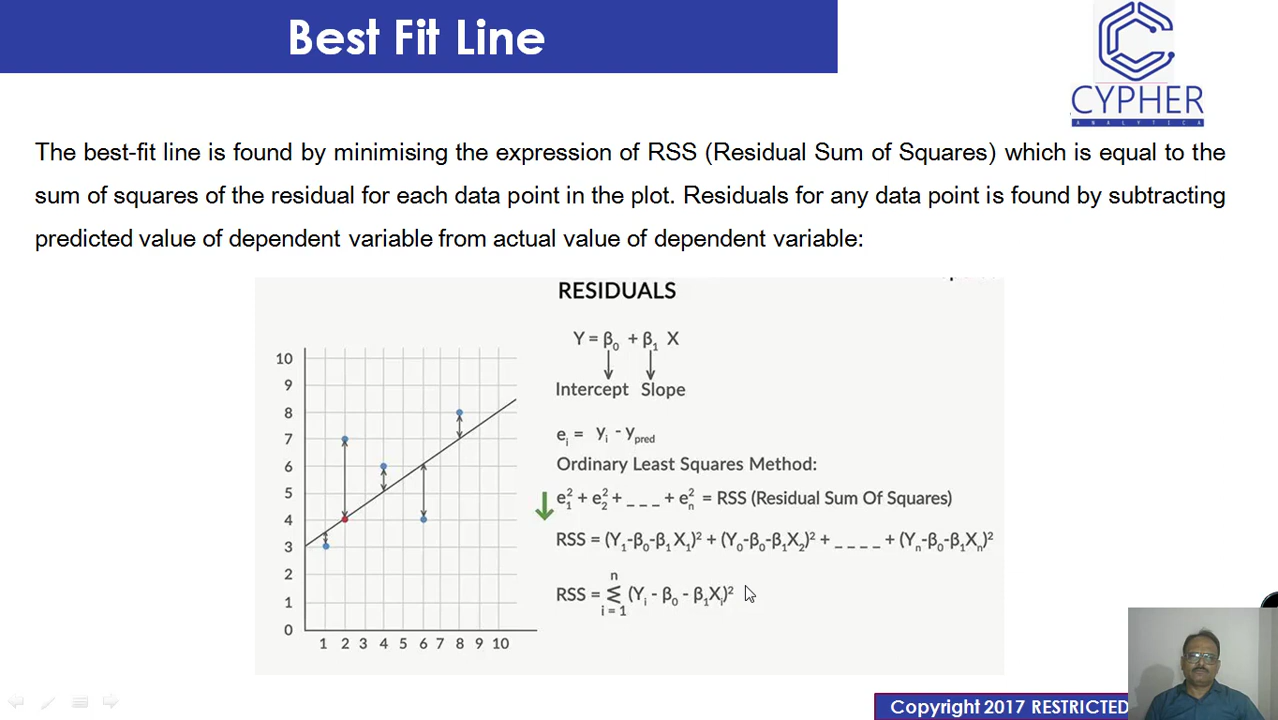 Best Fit Line
CYPHER
ANALYTICA
The best-fit line is found by minimising the expression of RSS (Residual Sum of Squares) which is equal to the
sum of squares of the residual for each data point in the plot. Residuals for any data point is found by subtracting
predicted value of dependent variable from actual value of dependent variable:
RESIDUALS
Y = β₀ + β₁ X
Intercept Slope
eᵢ = yᵢ - y_pred
Ordinary Least Squares Method:
e₁² + e₂² + _ _ _ + eₙ² = RSS (Residual Sum Of Squares)
RSS = (Y₁-β₀-β₁X₁)² + (Y₀-β₀-β₁X₂)² + _ _ _ _ + (Yₙ-β₀-β₁Xₙ)²
n
RSS = Σ (Yᵢ - β₀ - β₁Xᵢ)²
i = 1
10
9
8
7
6
5
4
3
2
1
0
1 2 3 4 5 6 7 8 9 10
Copyright 2017 RESTRICTED